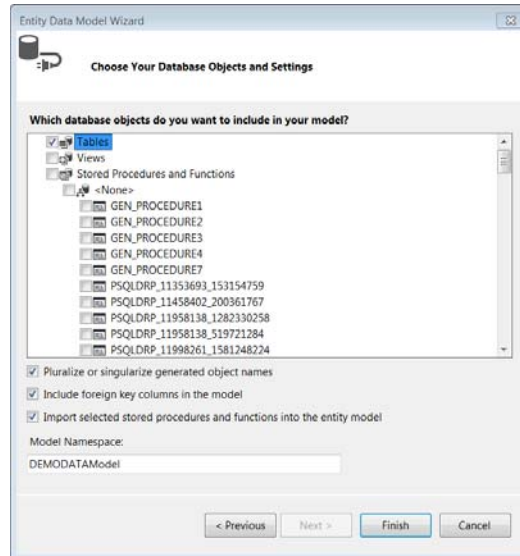 Entity Data Model Wizard
Choose Your Database Objects and Settings
Which database objects do you want to include in your model?
Tables
Views
Stored Procedures and Functions
<None>
GEN_PROCEDURE1
GEN_PROCEDURE2
GEN_PROCEDURE3
GEN_PROCEDURE4
GEN_PROCEDURE7
PSQLDRP_11353693_153154759
PSQLDRP_11458402_200361767
PSQLDRP_11958138_1282330258
PSQLDRP_11958138_519721284
PSQLDRP_11998261_1581248224
Pluralize or singularize generated object names
Include foreign key columns in the model
Import selected stored procedures and functions into the entity model
Model Namespace:
DEMODATAModel
< Previous Next > Finish Cancel